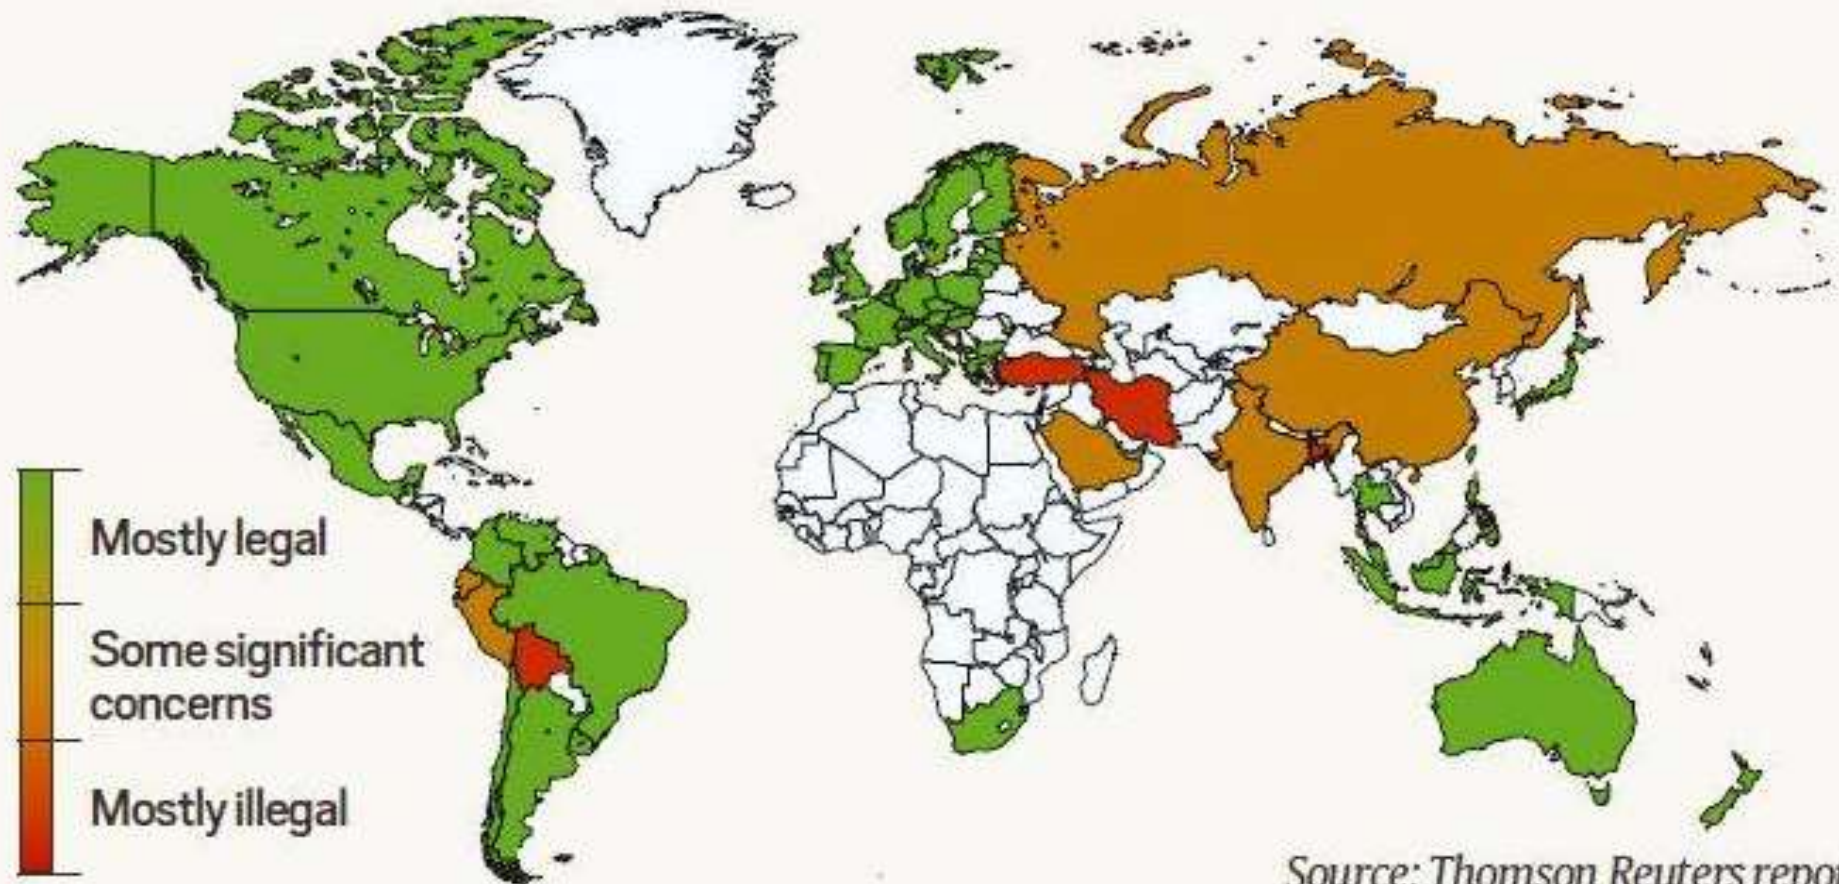 Mostly legal
Some significant
concerns
Mostly illegal
Source: Thomson Reuters